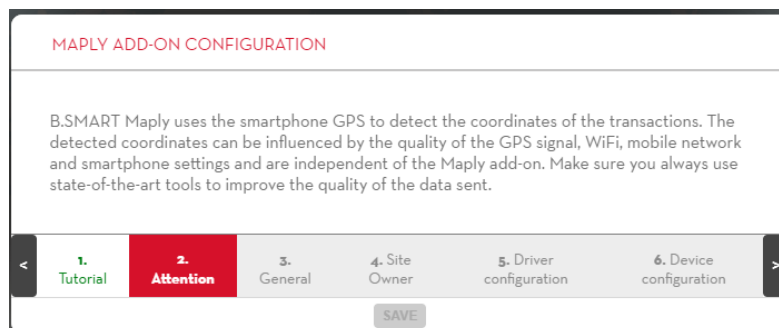 MAPLY ADD-ON CONFIGURATION
B.SMART Maply uses the smartphone GPS to detect the coordinates of the transactions. The
detected coordinates can be influenced by the quality of the GPS signal, WiFi, mobile network
and smartphone settings and are independent of the Maply add-on. Make sure you always use
state-of-the-art tools to improve the quality of the data sent.
<
1.
Tutorial
2.
Attention
3.
General
4. Site
Owner
5. Driver
configuration
6. Device
configuration
>
SAVE